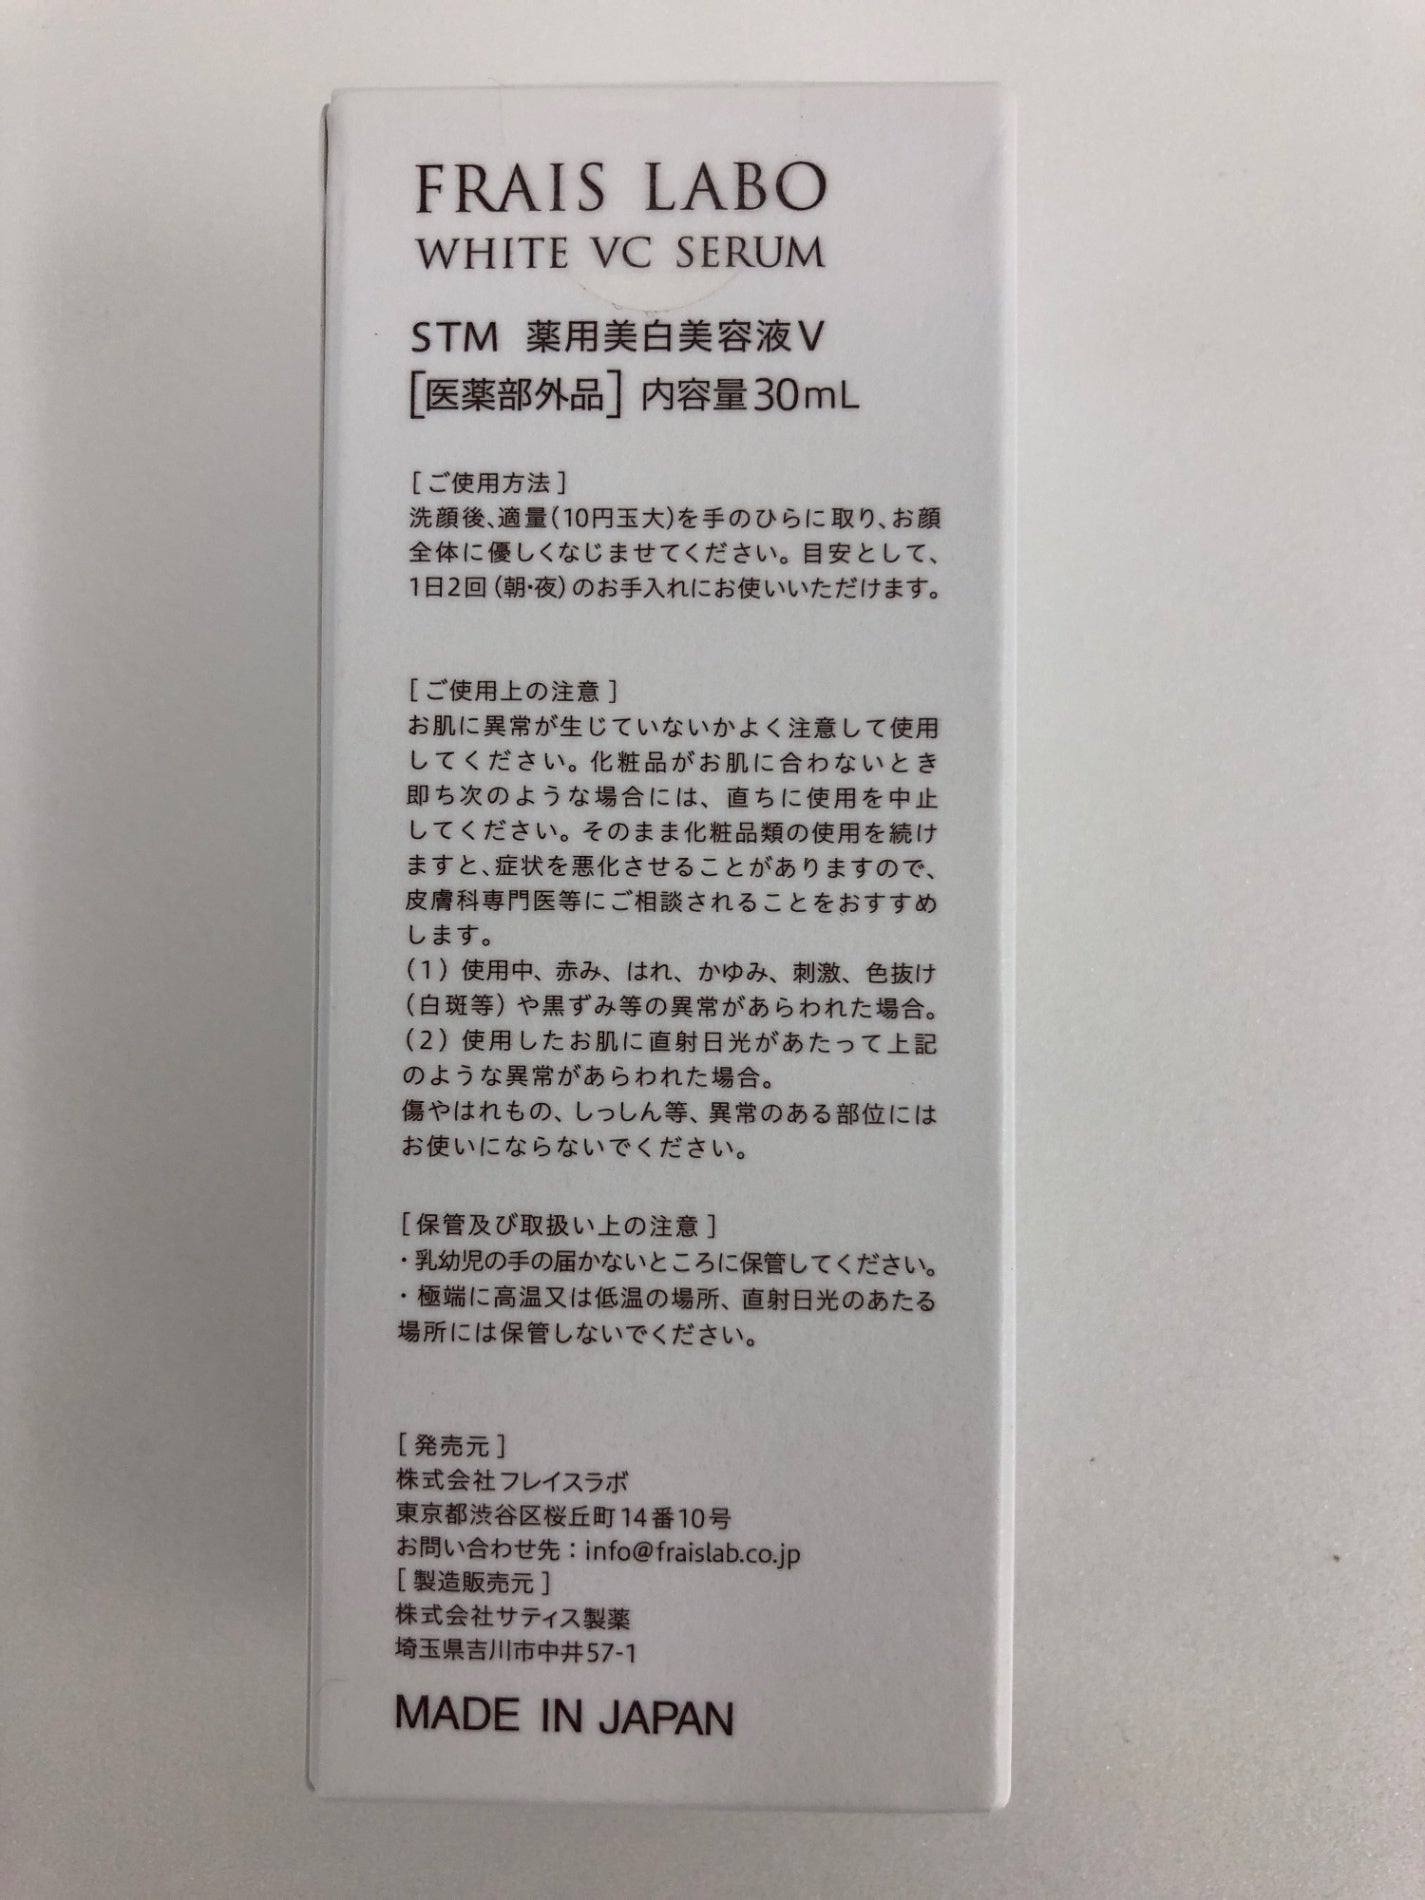 FRAIS LABO
WHITE VC SERUM
STM 薬用美白美容液V
[医薬部外品] 内容量30mL
[ご使用方法]
洗顔後、適量(10円玉大)を手のひらに取り、お顔
全体に優しくなじませてください。目安として、
1日2回(朝・夜)のお手入れにお使いいただけます。
[ご使用上の注意]
お肌に異常が生じていないかよく注意して使用
してください。化粧品がお肌に合わないとき
即ち次のような場合には、直ちに使用を中止
してください。そのまま化粧品類の使用を続け
ますと、症状を悪化させることがありますので、
皮膚科専門医等にご相談されることをおすすめ
します。
(1) 使用中、赤み、はれ、かゆみ、刺激、色抜け
(白斑等) や黒ずみ等の異常があらわれた場合。
(2) 使用したお肌に直射日光があたって上記
のような異常があらわれた場合。
傷やはれもの、しっしん等、異常のある部位には
お使いにならないでください。
[保管及び取扱い上の注意]
・乳幼児の手の届かないところに保管してください。
・極端に高温又は低温の場所、直射日光のあたる
場所には保管しないでください。
[発売元]
株式会社フレイスラボ
東京都渋谷区桜丘町14番10号
お問い合わせ先：info@fraislab.co.jp
[製造販売元]
株式会社サティス製薬
埼玉県吉川市中井57-1
MADE IN JAPAN